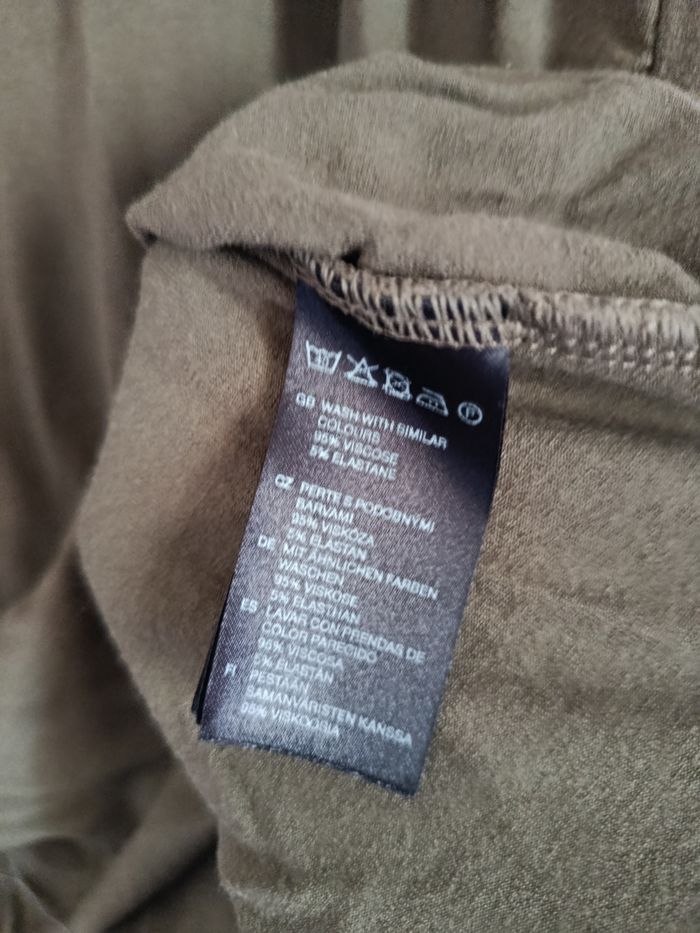 GB WASH WITH SIMILAR
COLOURS
95% VISCOSE
5% ELASTANE
CZ PERTE S PODOBNÝMI
BARVAMI
95% VISKÓZA
5% ELASTAN
DE MIT ÄHNLICHEN FARBEN
WASCHEN
95% VISKOSE
5% ELASTHAN
ES LAVAR CON PRENDAS DE
COLOR PARECIDO
95% VISCOSA
5% ELASTÁN
FI PESTÄÄN
SAMANVÄRISTEN KANSSA
95% VISKOOSIA